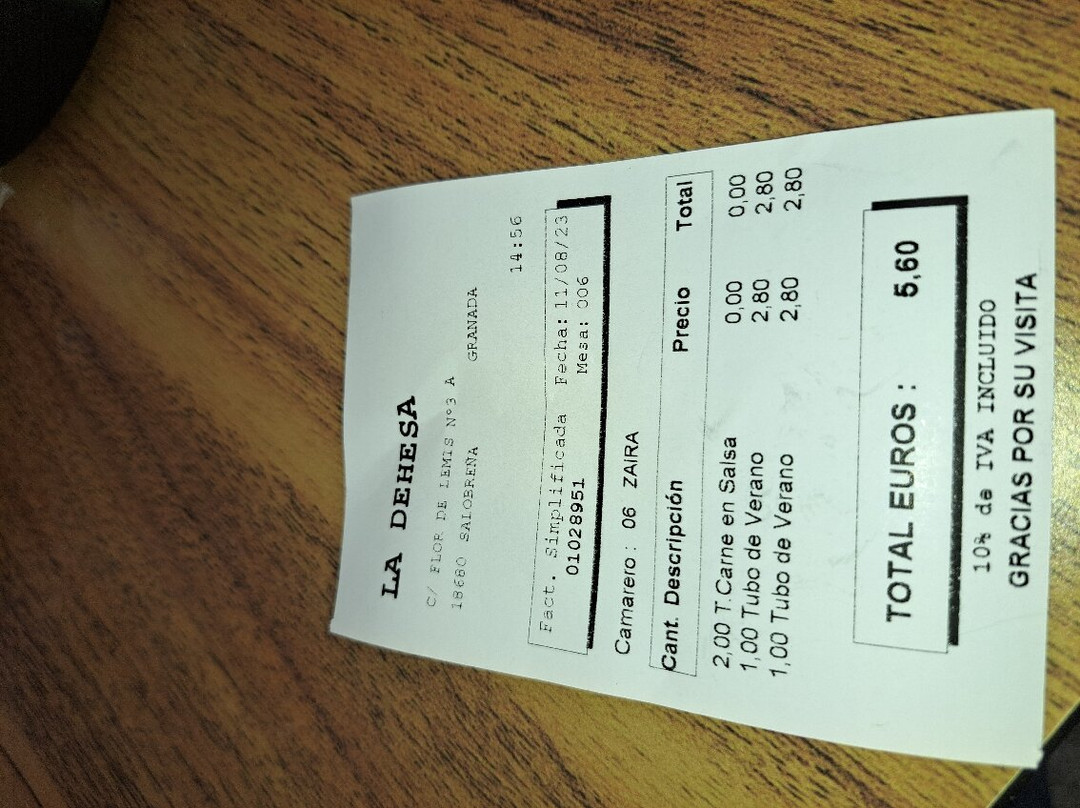 LA DEHESA
C/ FLOR DE LEMIS Nº3 A
18680 SALOBREÑA GRANADA
14:56
Fact. Simplificada Fecha: 11/08/23
01028951 Mesa: 006
Camarero : 06 ZAIRA
Cant. Descripción Precio Total
2,00 T.Carne en Salsa 0,00 0,00
1,00 Tubo de Verano 2,80 2,80
1,00 Tubo de Verano 2,80 2,80
TOTAL EUROS : 5,60
10% de IVA INCLUIDO
GRACIAS POR SU VISITA